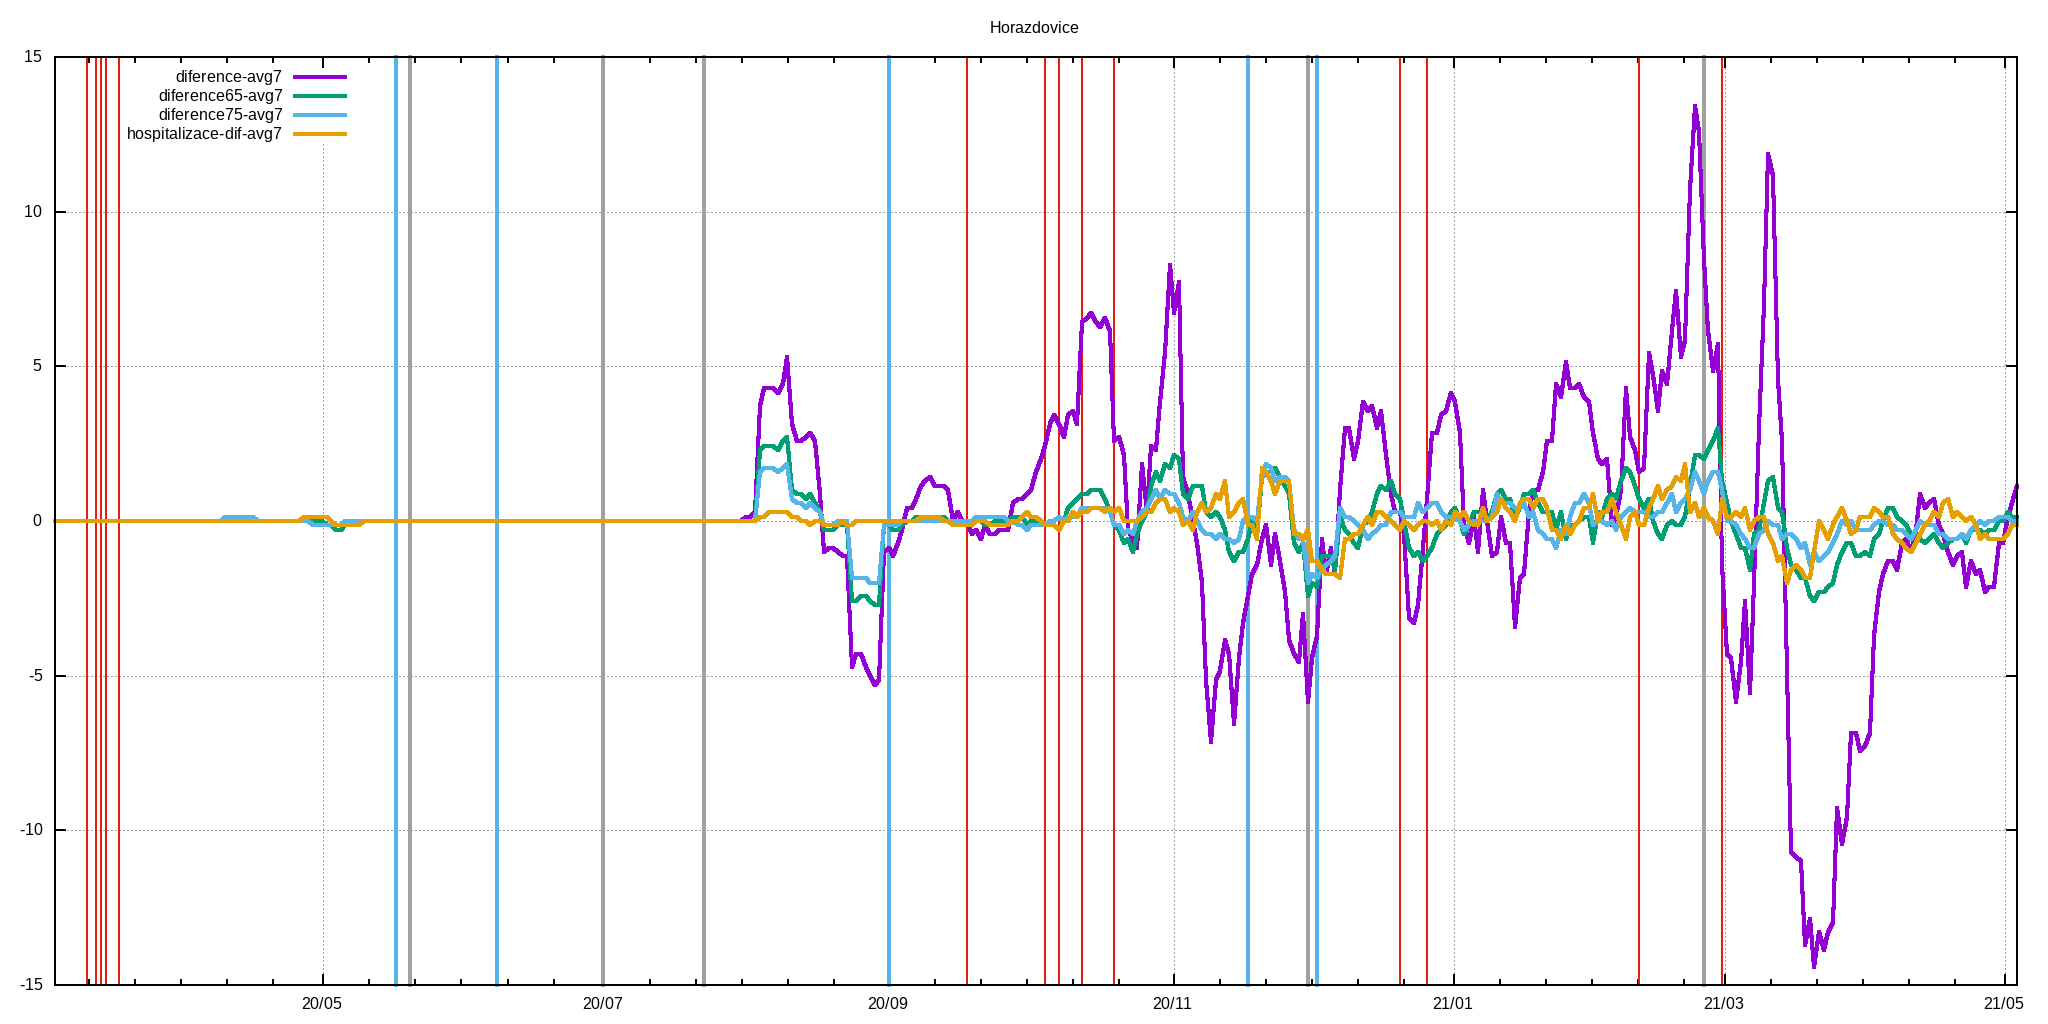 Horazdovice
15
diference-avg7
diference65-avg7
diference75-avg7
hospitalizace-dif-avg7
10
5
0
-5
-10
-15
20/05 20/07 20/09 20/11 21/01 21/03 21/05